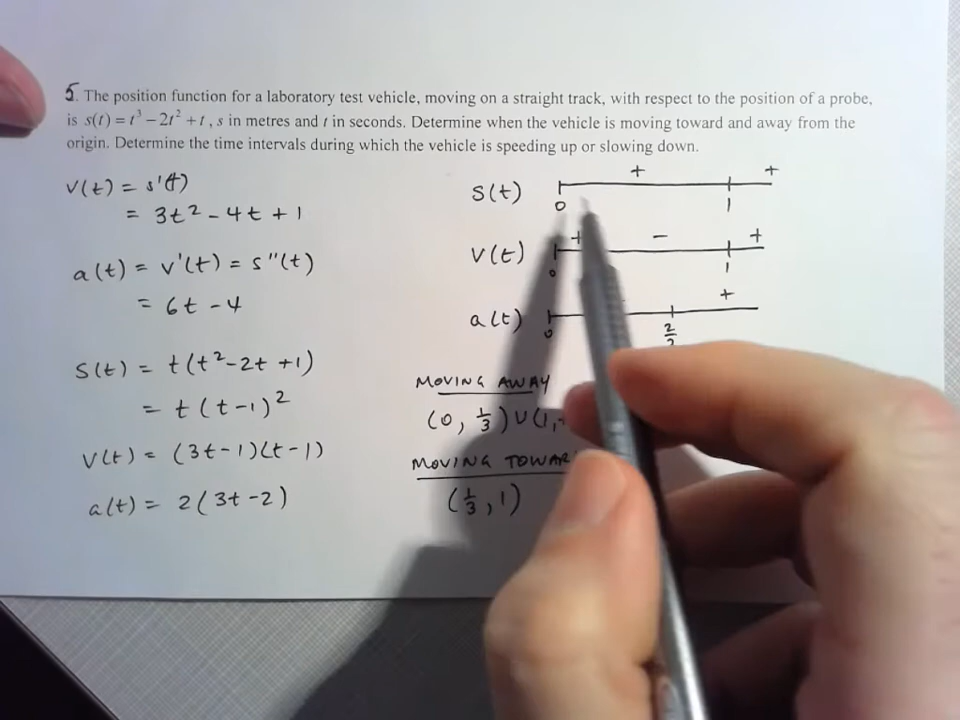 5. The position function for a laboratory test vehicle, moving on a straight track, with respect to the position of a probe,
is s(t) = t³ − 2t² + t, s in metres and t in seconds. Determine when the vehicle is moving toward and away from the
origin. Determine the time intervals during which the vehicle is speeding up or slowing down.
v(t) = s'(t)
= 3t² - 4t + 1
a(t) = v'(t) = s''(t)
= 6t - 4
s(t) = t(t² - 2t + 1)
= t(t-1)²
v(t) = (3t-1)(t-1)
a(t) = 2(3t-2)
+ +
s(t)
0 1
+ - +
v(t)
0 1
+
a(t)
0 2
MOVING AWAY
(0, 1/3) ∪ (1,
MOVING TOWAR
(1/3, 1)